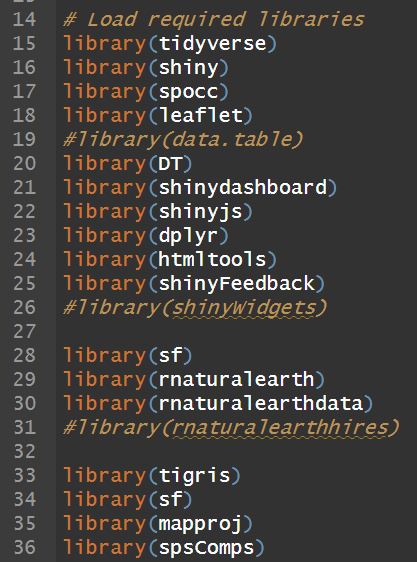 14 # Load required libraries
15 library(tidyverse)
16 library(shiny)
17 library(spocc)
18 library(leaflet)
19 #library(data.table)
20 library(DT)
21 library(shinydashboard)
22 library(shinyjs)
23 library(dplyr)
24 library(htmltools)
25 library(shinyFeedback)
26 #library(shinyWidgets)
27
28 library(sf)
29 library(rnaturalearth)
30 library(rnaturalearthdata)
31 #library(rnaturalearthhires)
32
33 library(tigris)
34 library(sf)
35 library(mapproj)
36 library(spsComps)